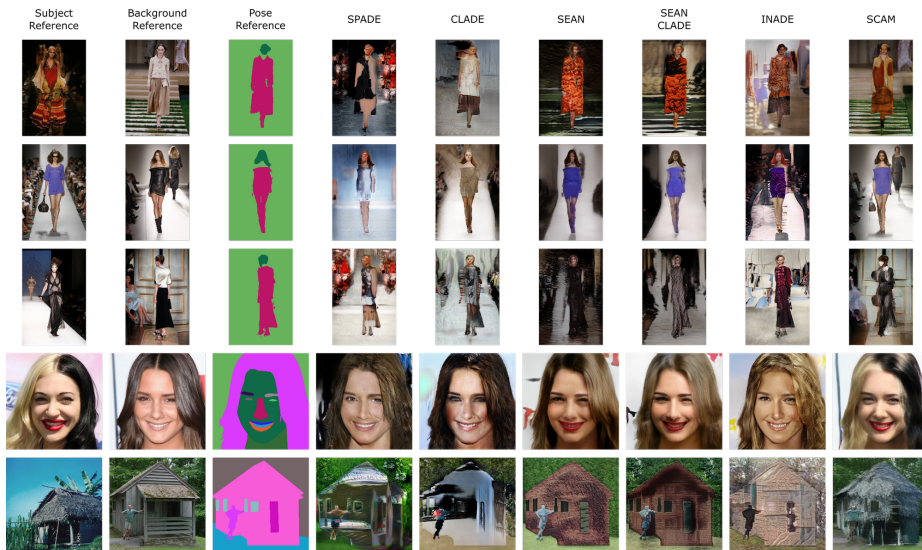 Subject Reference
Background Reference
Pose Reference
SPADE
CLADE
SEAN
SEAN CLADE
INADE
SCAM